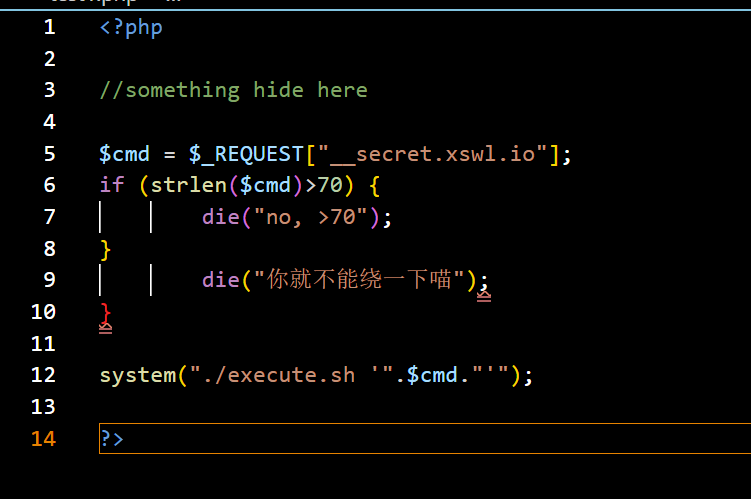 1 <?php
2
3 //something hide here
4
5 $cmd = $_REQUEST["__secret.xswl.io"];
6 if (strlen($cmd)>70) {
7 die("no, >70");
8 }
9 die("你就不能绕一下喵");
10 }
11
12 system("./execute.sh '".$cmd."'");
13
14 ?>